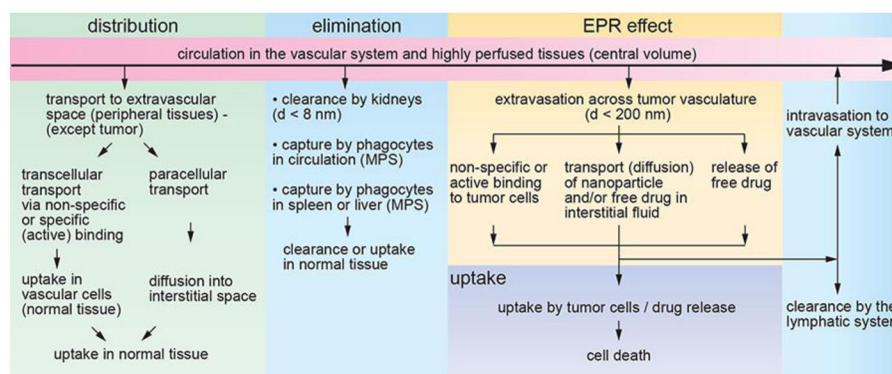 distribution
elimination
EPR effect
circulation in the vascular system and highly perfused tissues (central volume)
transport to extravascular
space (peripheral tissues) -
(except tumor)
transcellular
transport
via non-specific
or specific
(active) binding
paracellular
transport
uptake in
vascular cells
(normal tissue)
diffusion into
interstitial space
uptake in normal tissue
• clearance by kidneys
(d < 8 nm)
• capture by phagocytes
in circulation (MPS)
• capture by phagocytes
in spleen or liver (MPS)
clearance or uptake
in normal tissue
extravasation across tumor vasculature
(d < 200 nm)
non-specific or
active binding
to tumor cells
transport (diffusion)
of nanoparticle
and/or free drug in
interstitial fluid
release of
free drug
uptake
uptake by tumor cells / drug release
cell death
intravasation to
vascular system
clearance by the
lymphatic system